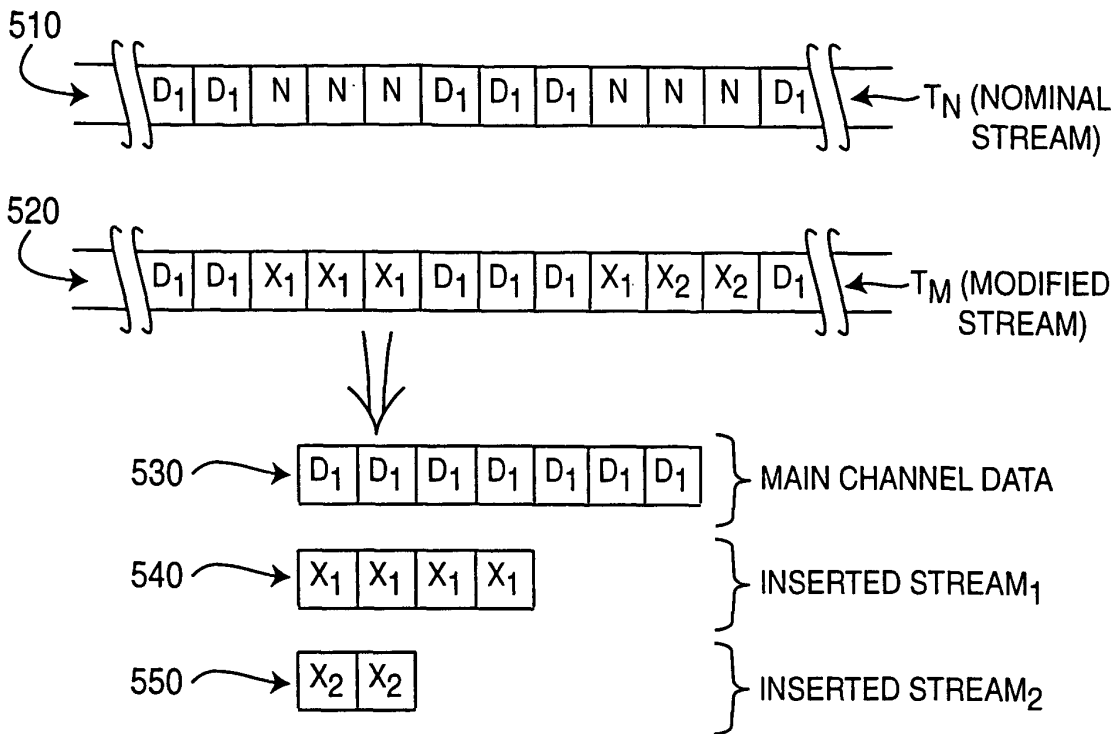 510
D₁ D₁ N N N D₁ D₁ D₁ N N N D₁
T_N (NOMINAL
STREAM)
520
D₁ D₁ X₁ X₁ X₁ D₁ D₁ D₁ X₁ X₂ X₂ D₁
T_M (MODIFIED
STREAM)
530 D₁ D₁ D₁ D₁ D₁ D₁ D₁ MAIN CHANNEL DATA
540 X₁ X₁ X₁ X₁ INSERTED STREAM₁
550 X₂ X₂ INSERTED STREAM₂